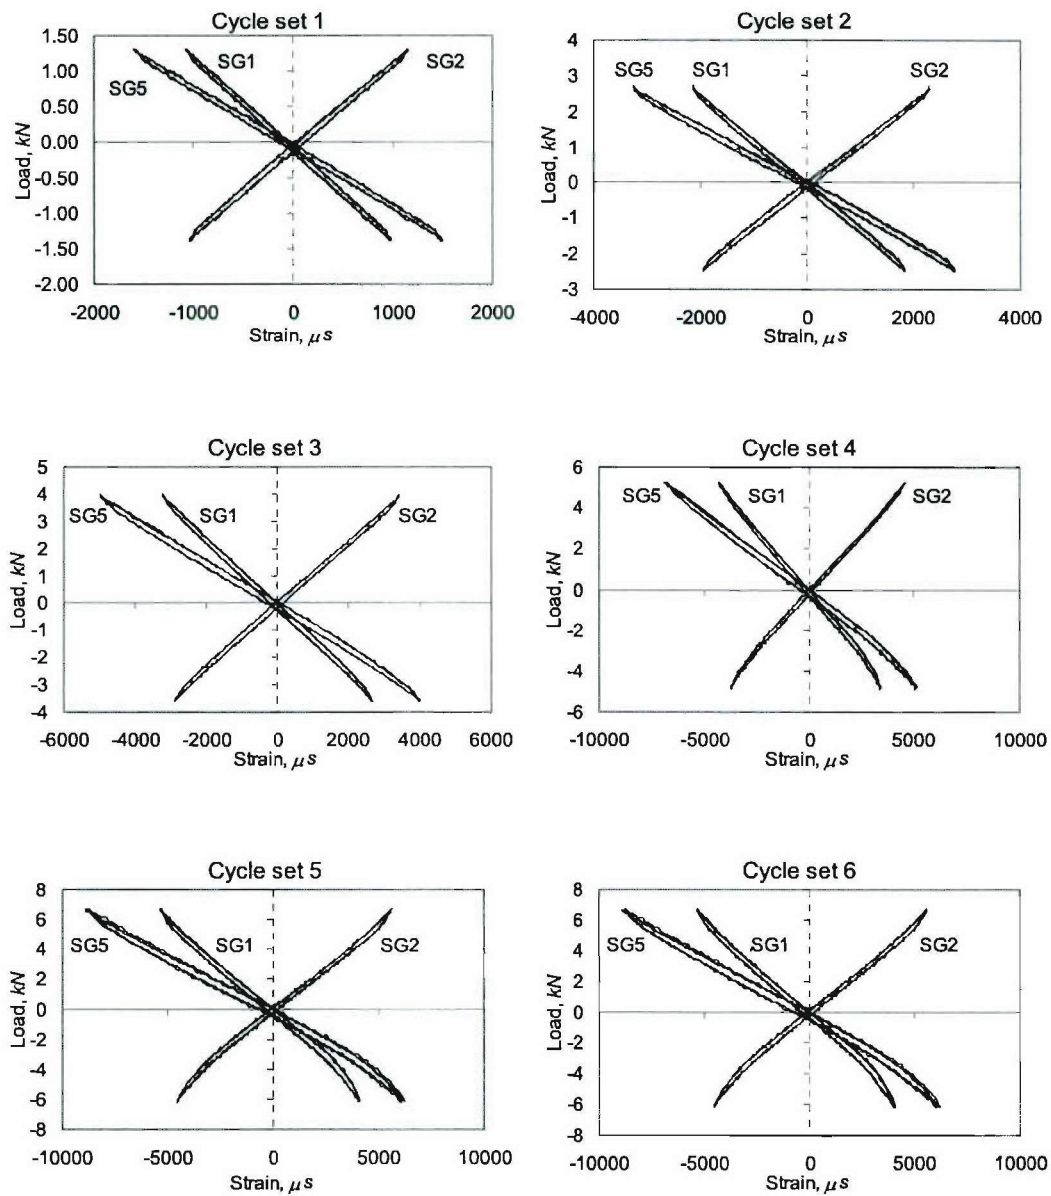 Cycle set 1
1.50
1.00
0.50
0.00
-0.50
-1.00
-1.50
-2.00
Load, kN
SG5
SG1
SG2
-2000 -1000 0 1000 2000
Strain, μs
Cycle set 2
4
3
2
1
0
-1
-2
-3
Load, kN
SG5 SG1 SG2
-4000 -2000 0 2000 4000
Strain, μs
Cycle set 3
5
4
3
2
1
0
-1
-2
-3
-4
Load, kN
SG5 SG1 SG2
-6000 -4000 -2000 0 2000 4000 6000
Strain, μs
Cycle set 4
6
4
2
0
-2
-4
-6
Load, kN
SG5 SG1 SG2
-10000 -5000 0 5000 10000
Strain, μs
Cycle set 5
8
6
4
2
0
-2
-4
-6
-8
Load, kN
SG5 SG1 SG2
-10000 -5000 0 5000 10000
Strain, μs
Cycle set 6
8
6
4
2
0
-2
-4
-6
-8
Load, kN
SG5 SG1 SG2
-10000 -5000 0 5000 10000
Strain, μs